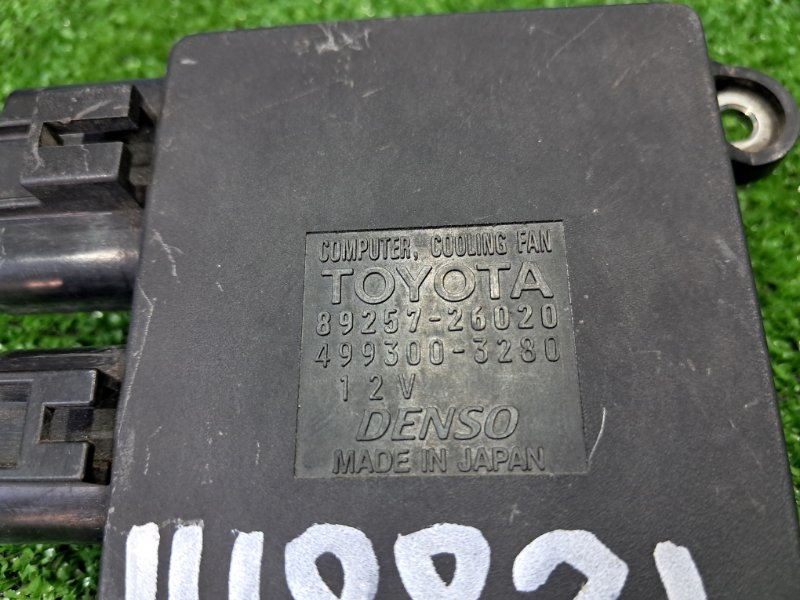 COMPUTER, COOLING FAN
TOYOTA
89257-26020
499300-3280
12V
DENSO
MADE IN JAPAN